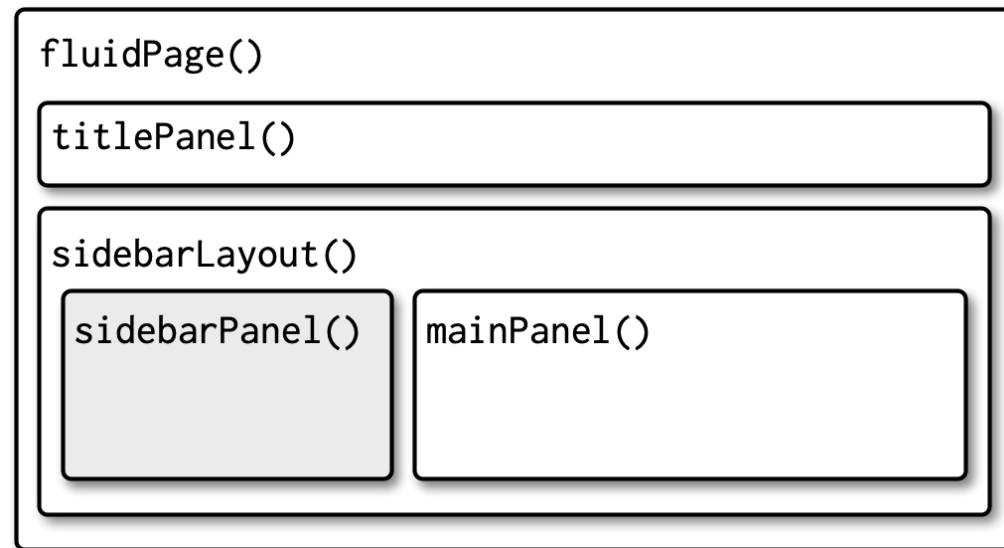 fluidPage()
titlePanel()
sidebarLayout()
sidebarPanel()
mainPanel()